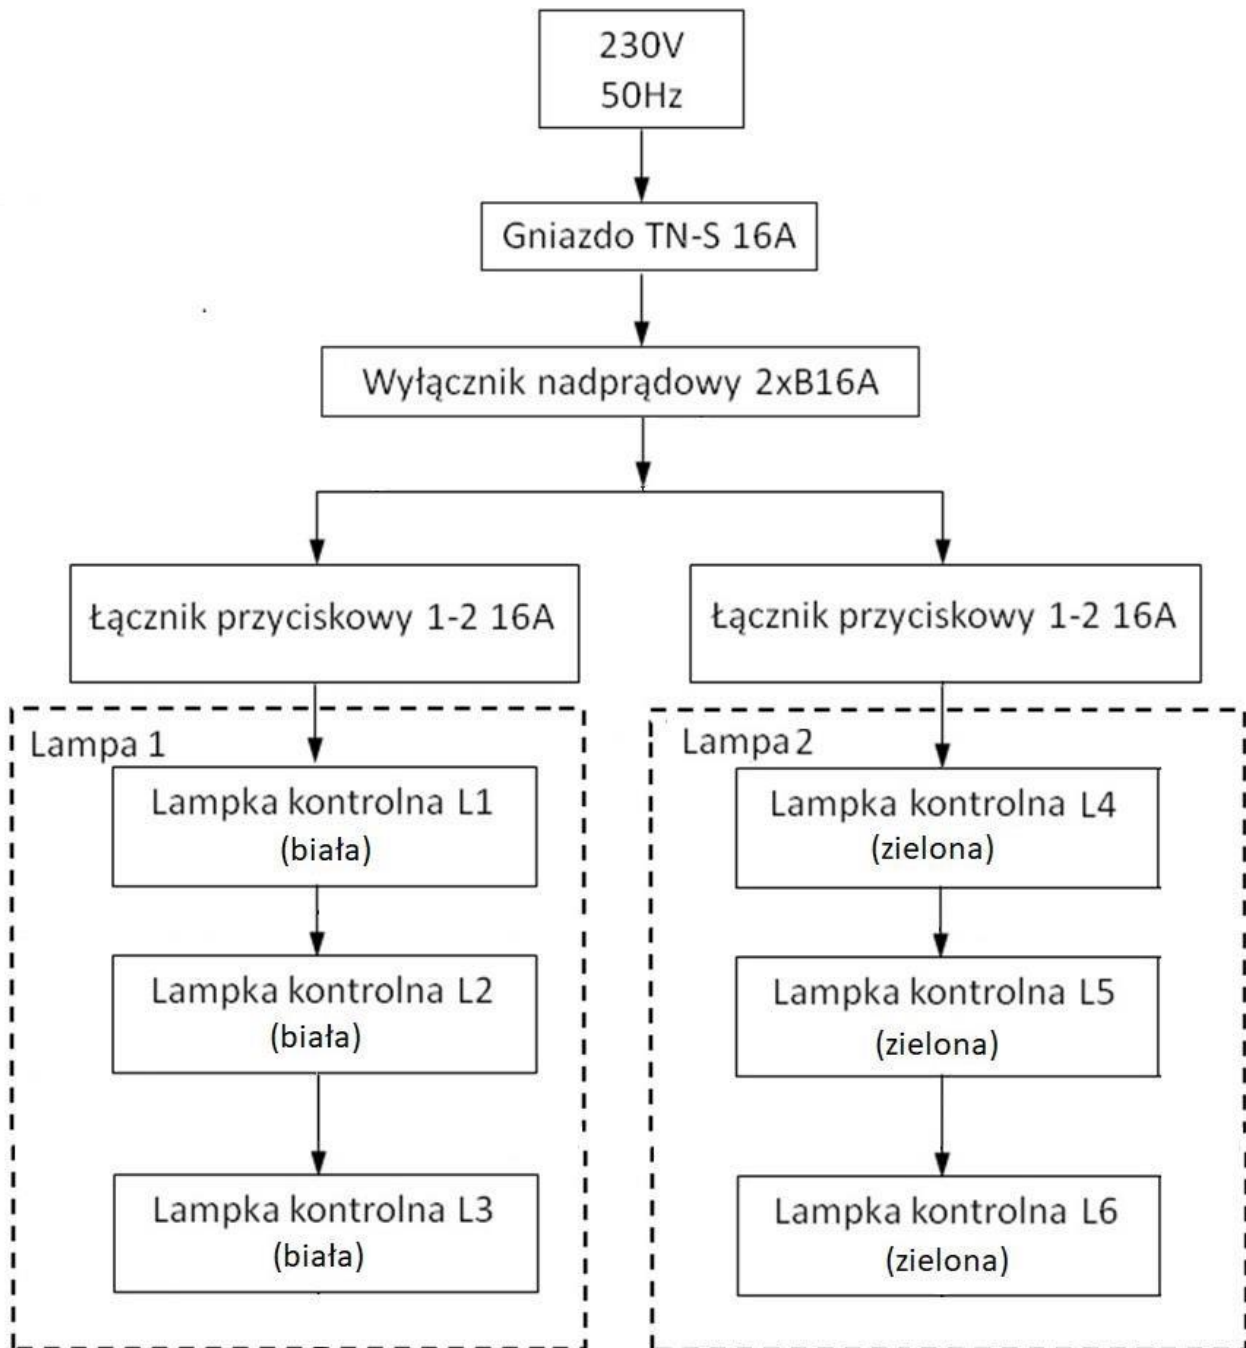 230V
50Hz
Gniazdo TN-S 16A
Wyłącznik nadprądowy 2xB16A
Łącznik przyciskowy 1-2 16A
Łącznik przyciskowy 1-2 16A
Lampa 1
Lampka kontrolna L1
(biała)
Lampka kontrolna L2
(biała)
Lampka kontrolna L3
(biała)
Lampa 2
Lampka kontrolna L4
(zielona)
Lampka kontrolna L5
(zielona)
Lampka kontrolna L6
(zielona)